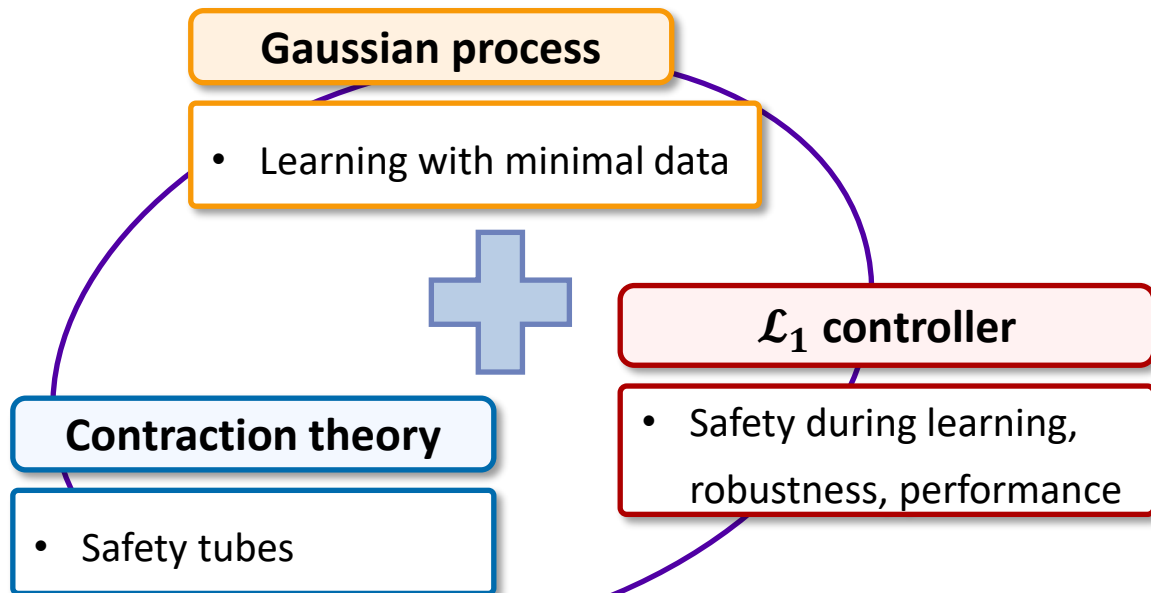 Gaussian process
• Learning with minimal data
ℒ₁ controller
• Safety during learning,
robustness, performance
Contraction theory
• Safety tubes